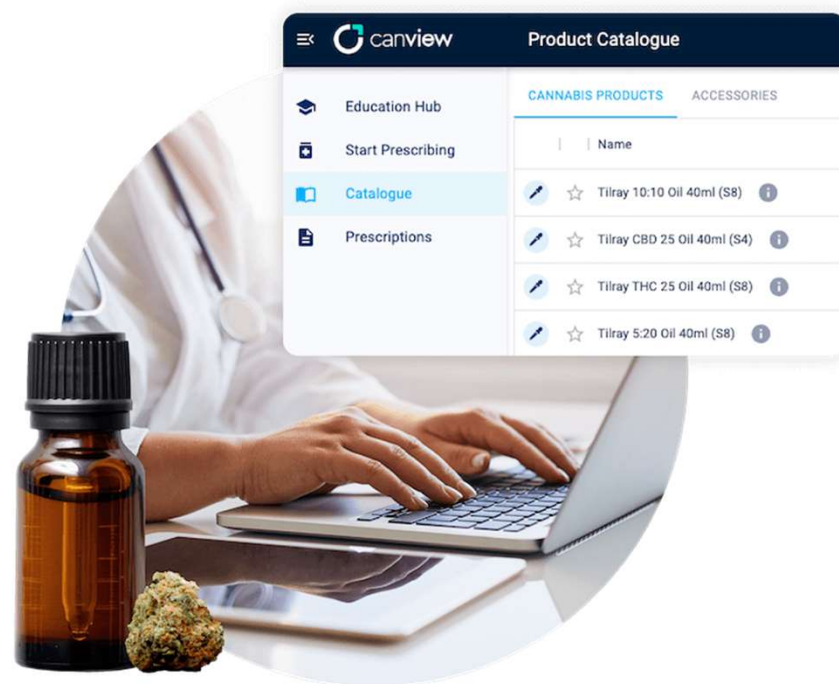 canview
Product Catalogue
Education Hub
Start Prescribing
Catalogue
Prescriptions
CANNABIS PRODUCTS
ACCESSORIES
Name
Tilray 10:10 Oil 40ml (S8)
Tilray CBD 25 Oil 40ml (S4)
Tilray THC 25 Oil 40ml (S8)
Tilray 5:20 Oil 40ml (S8)